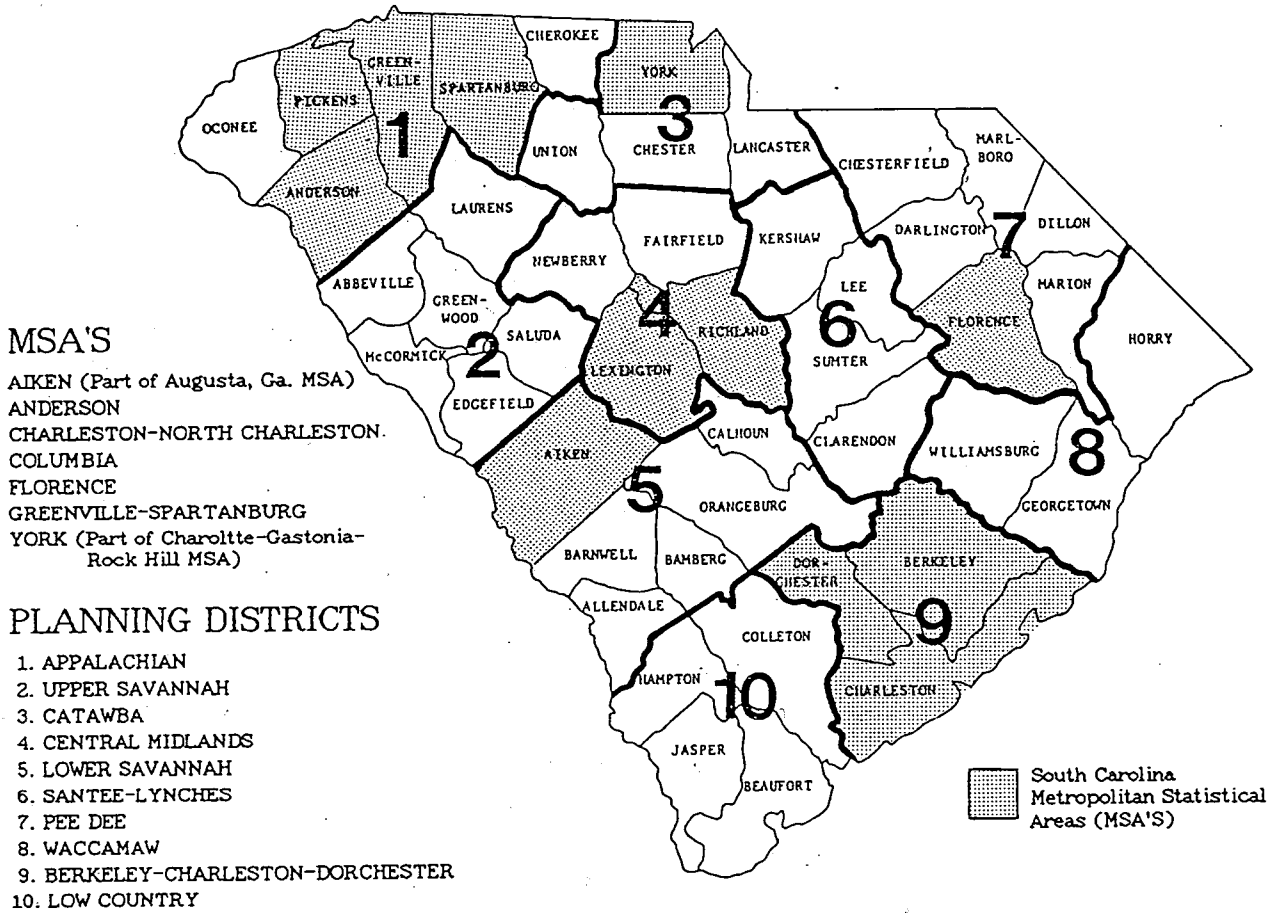 CHEROKEE
YORK
GREEN-
VILLE
SPARTANBURG
PICKENS
OCONEE
1
3
UNION
CHESTER
LANCASTER
CHESTERFIELD
MARL-
BORO
ANDERSON
LAURENS
FAIRFIELD
KERSHAW
DARLINGTON
7
DILLON
NEWBERRY
ABBEVILLE
GREEN-
WOOD
4
RICHLAND
LEE
6
MARION
FLORENCE
HORRY
SALUDA
McCORMICK
2
LEXINGTON
SUMTER
EDGEFIELD
CALHOUN
CLARENDON
WILLIAMSBURG
8
AIKEN
5
ORANGEBURG
GEORGETOWN
BARNWELL
BAMBERG
DOR-
CHESTER
BERKELEY
ALLENDALE
COLLETON
9
HAMPTON
10
CHARLESTON
JASPER
BEAUFORT
MSA'S
AIKEN (Part of Augusta, Ga. MSA)
ANDERSON
CHARLESTON-NORTH CHARLESTON.
COLUMBIA
FLORENCE
GREENVILLE-SPARTANBURG
YORK (Part of Charoltte-Gastonia-
Rock Hill MSA)
PLANNING DISTRICTS
1. APPALACHIAN
2. UPPER SAVANNAH
3. CATAWBA
4. CENTRAL MIDLANDS
5. LOWER SAVANNAH
6. SANTEE-LYNCHES
7. PEE DEE
8. WACCAMAW
9. BERKELEY-CHARLESTON-DORCHESTER
10. LOW COUNTRY
South Carolina
Metropolitan Statistical
Areas (MSA'S)